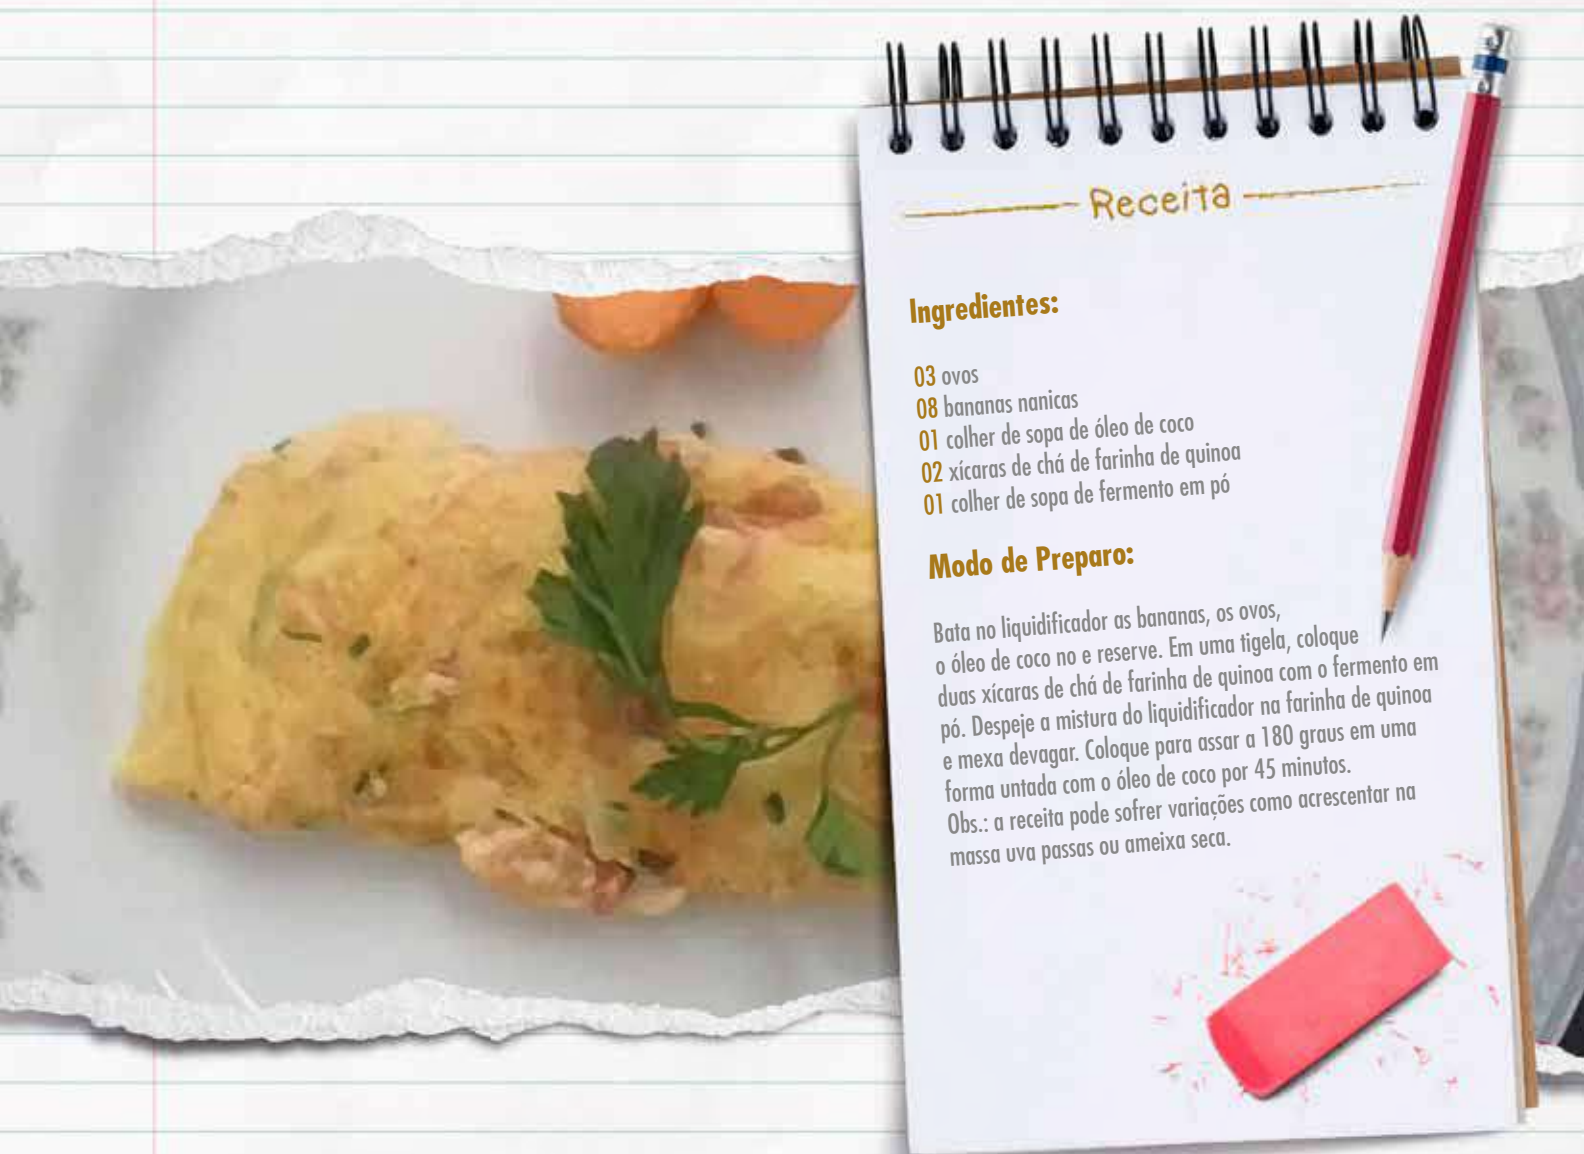 Receita
Ingredientes:
03 ovos
08 bananas nanicas
01 colher de sopa de óleo de coco
02 xícaras de chá de farinha de quinoa
01 colher de sopa de fermento em pó
Modo de Preparo:
Bata no liquidificador as bananas, os ovos,
o óleo de coco no e reserve. Em uma tigela, coloque
duas xícaras de chá de farinha de quinoa com o fermento em
pó. Despeje a mistura do liquidificador na farinha de quinoa
e mexa devagar. Coloque para assar a 180 graus em uma
forma untada com o óleo de coco por 45 minutos.
Obs.: a receita pode sofrer variações como acrescentar na
massa uva passas ou ameixa seca.